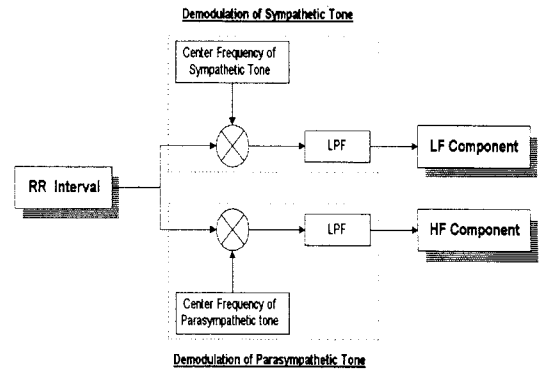 Demodulation of Sympathetic Tone
Center Frequency of
Sympathetic Tone
LPF
LF Component
RR Interval
LPF
HF Component
Center Frequency of
Parasympathetic tone
Demodulation of Parasympathetic Tone